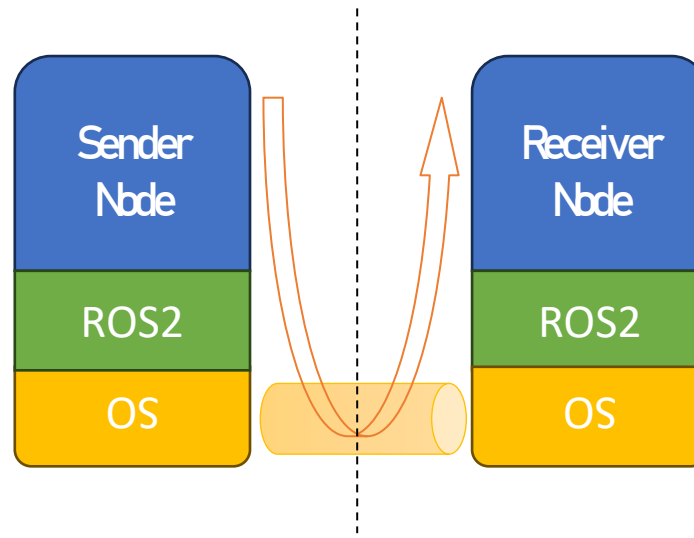 Sender
Node
ROS2
OS
Receiver
Node
ROS2
OS